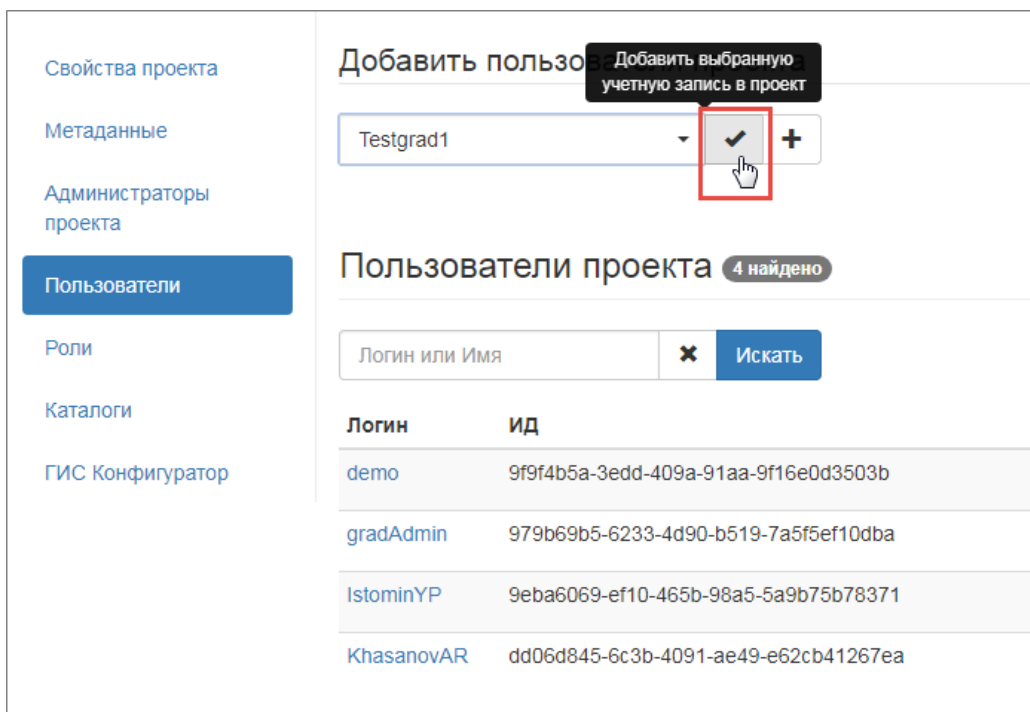 Свойства проекта
Метаданные
Администраторы
проекта
Пользователи
Роли
Каталоги
ГИС Конфигуратор
Добавить пользо
Добавить выбранную
учетную запись в проект
Testgrad1
Пользователи проекта 4 найдено
Логин или Имя Искать
Логин ИД
demo 9f9f4b5a-3edd-409a-91aa-9f16e0d3503b
gradAdmin 979b69b5-6233-4d90-b519-7a5f5ef10dba
IstominYP 9eba6069-ef10-465b-98a5-5a9b75b78371
KhasanovAR dd06d845-6c3b-4091-ae49-e62cb41267ea